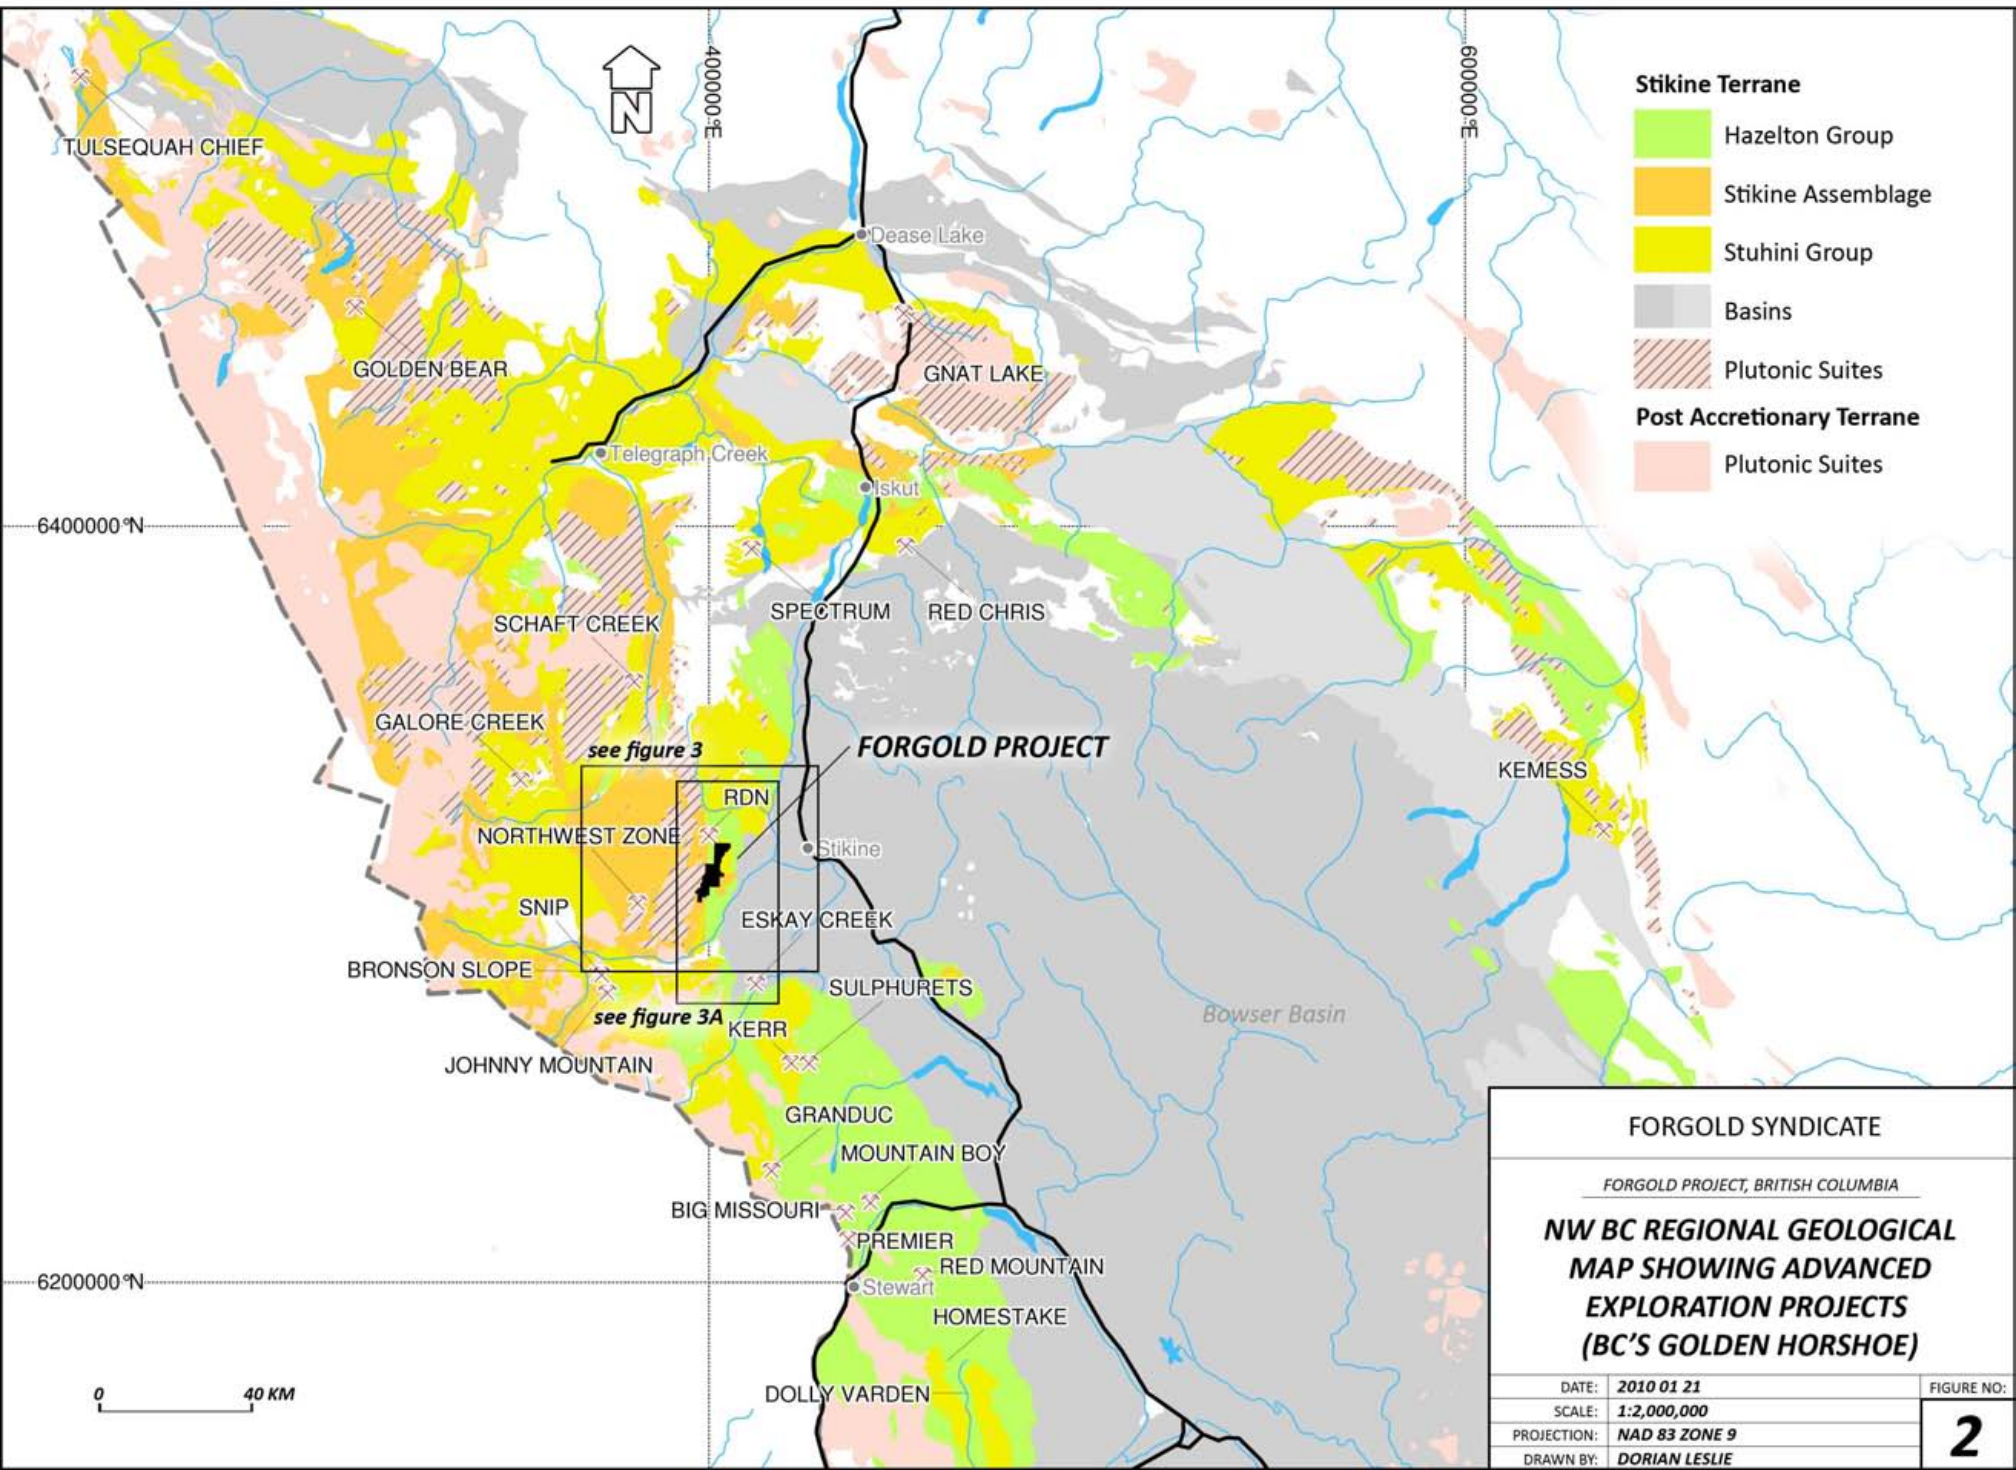 N
400000°E
600000°E
Stikine Terrane
Hazelton Group
Stikine Assemblage
Stuhini Group
Basins
Plutonic Suites
Post Accretionary Terrane
Plutonic Suites
TULSEQUAH CHIEF
Dease Lake
GOLDEN BEAR
GNAT LAKE
Telegraph Creek
Iskut
6400000°N
SPECTRUM
RED CHRIS
SCHAFT CREEK
GALORE CREEK
see figure 3
FORGOLD PROJECT
KEMESS
RDN
NORTHWEST ZONE
Stikine
SNIP
ESKAY CREEK
BRONSON SLOPE
SULPHURETS
see figure 3A
KERR
Bowser Basin
JOHNNY MOUNTAIN
GRANDUC
MOUNTAIN BOY
BIG MISSOURI
PREMIER
RED MOUNTAIN
6200000°N
Stewart
HOMESTAKE
DOLLY VARDEN
0 40 KM
FORGOLD SYNDICATE
FORGOLD PROJECT, BRITISH COLUMBIA
NW BC REGIONAL GEOLOGICAL
MAP SHOWING ADVANCED
EXPLORATION PROJECTS
(BC'S GOLDEN HORSHOE)
DATE: 2010 01 21
SCALE: 1:2,000,000
PROJECTION: NAD 83 ZONE 9
DRAWN BY: DORIAN LESLIE
FIGURE NO:
2